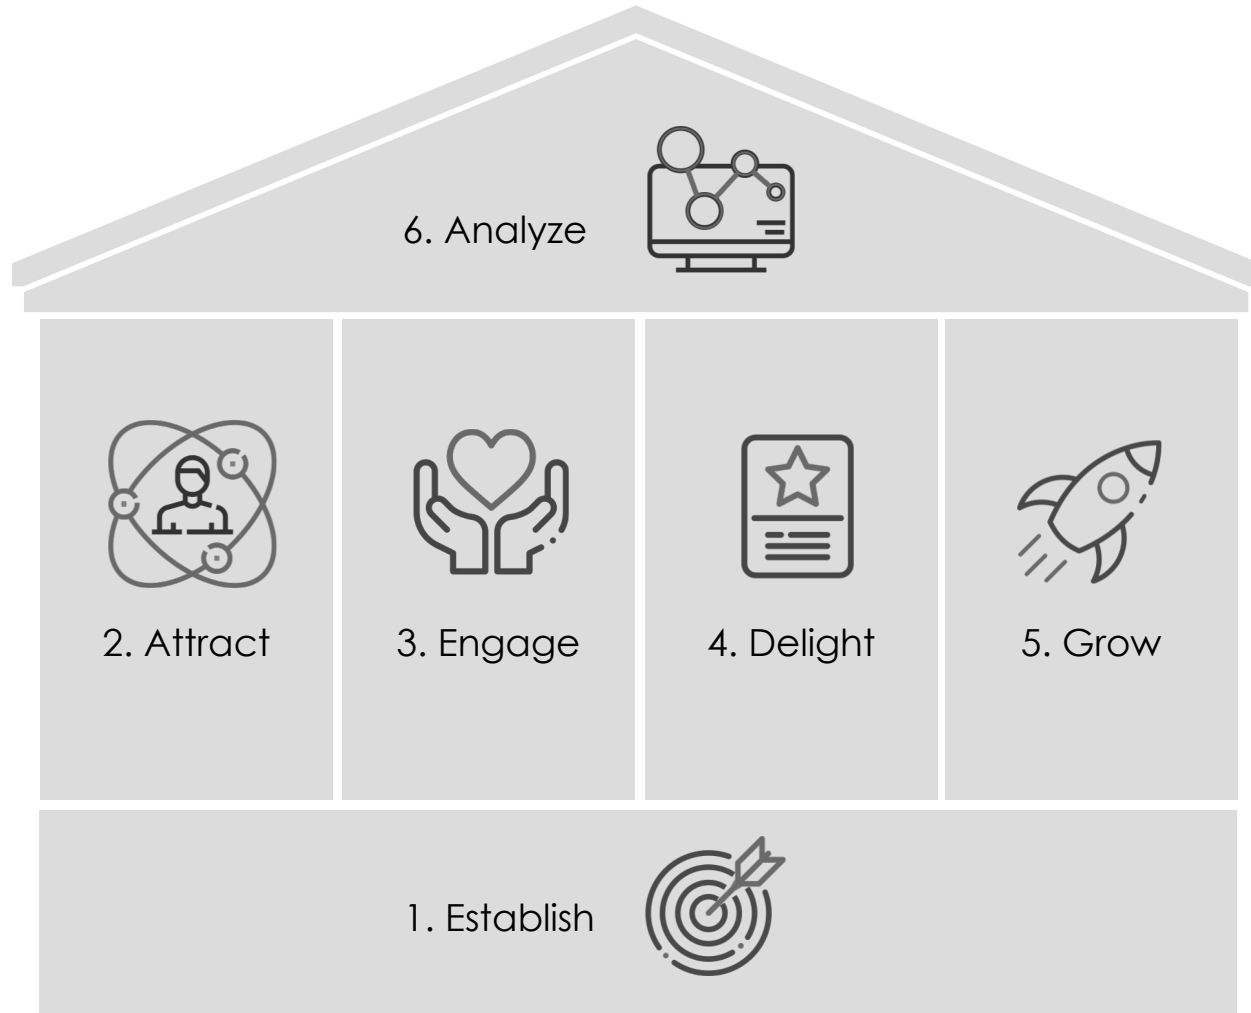 6. Analyze
2. Attract
3. Engage
4. Delight
5. Grow
1. Establish